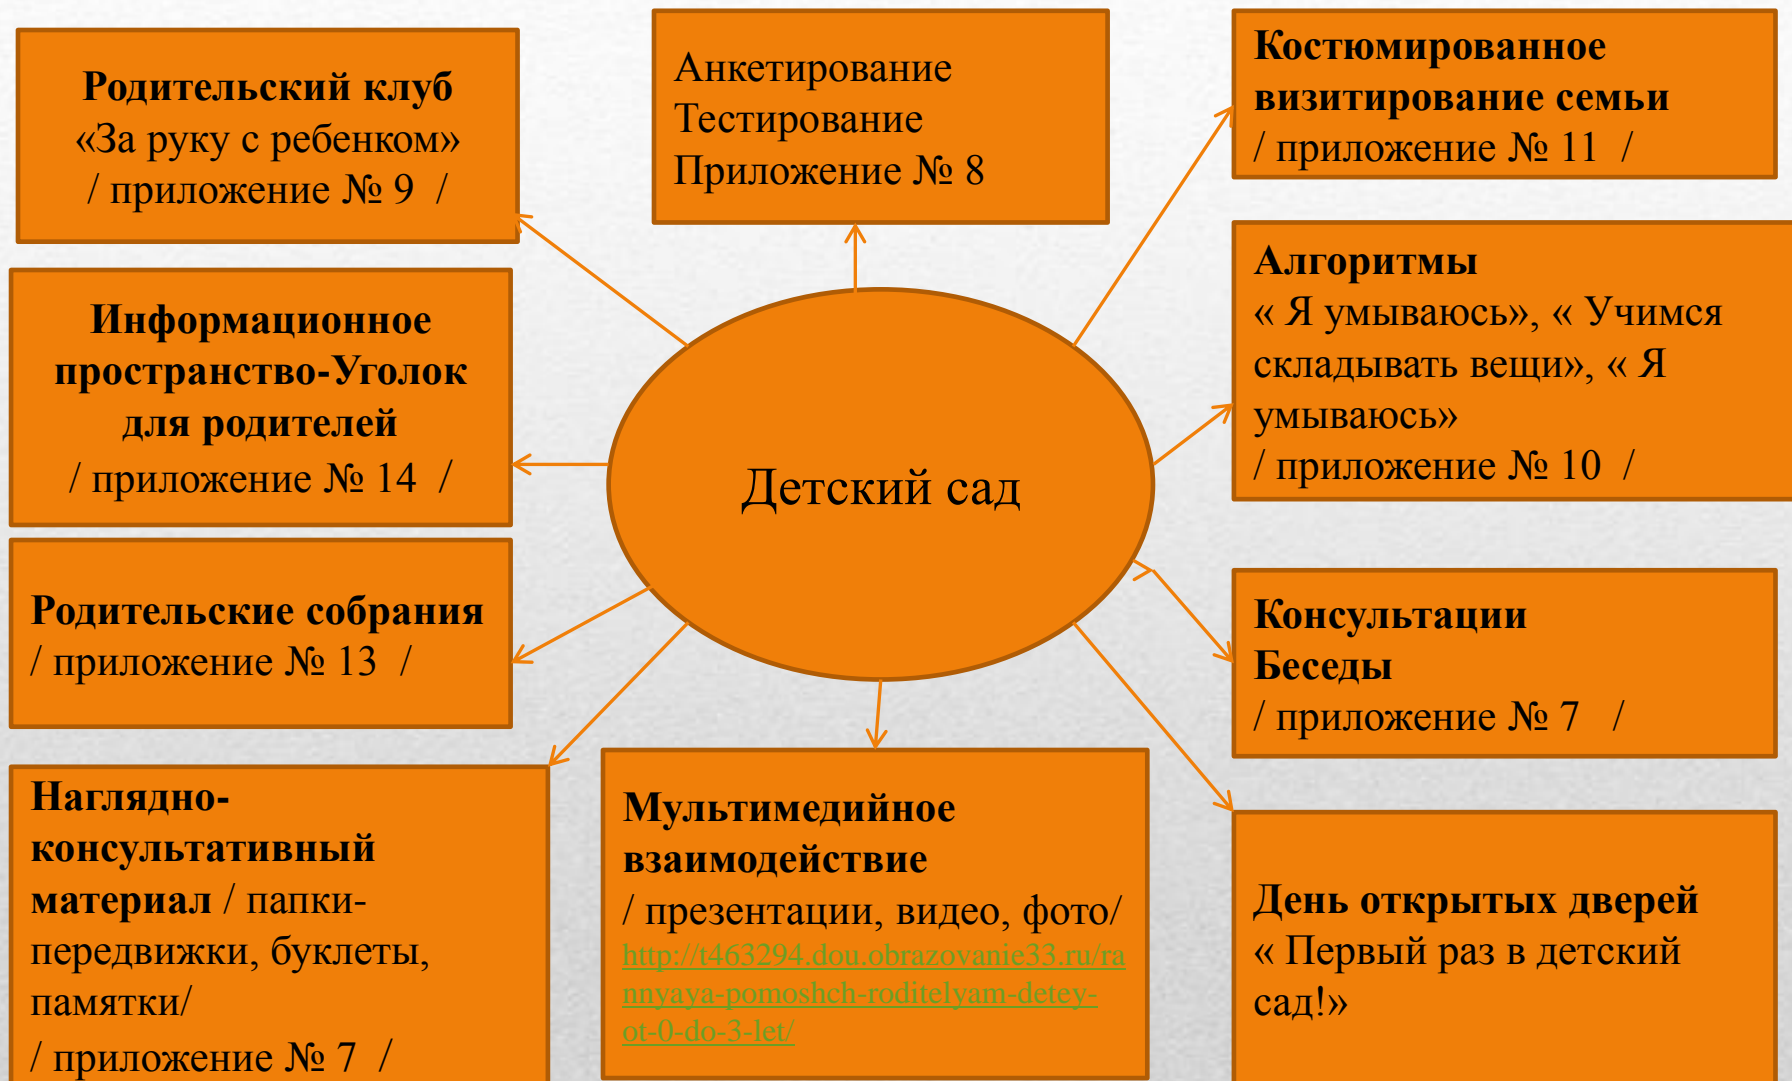 Родительский клуб
«За руку с ребенком»
/ приложение № 9 /
Анкетирование
Тестирование
Приложение № 8
Костюмированное
визитирование семьи
/ приложение № 11 /
Информационное
пространство-Уголок
для родителей
/ приложение № 14 /
Алгоритмы
« Я умываюсь», « Учимся
складывать вещи», « Я
умываюсь»
/ приложение № 10 /
Детский сад
Родительские собрания
/ приложение № 13 /
Консультации
Беседы
/ приложение № 7 /
Наглядно-
консультативный
материал / папки-
передвижки, буклеты,
памятки/
/ приложение № 7 /
Мультимедийное
взаимодействие
/ презентации, видео, фото/
http://t463294.dou.obrazovanie33.ru/ra
nnyaya-pomoshch-roditelyam-detey-
ot-0-do-3-let/
День открытых дверей
« Первый раз в детский
сад!»